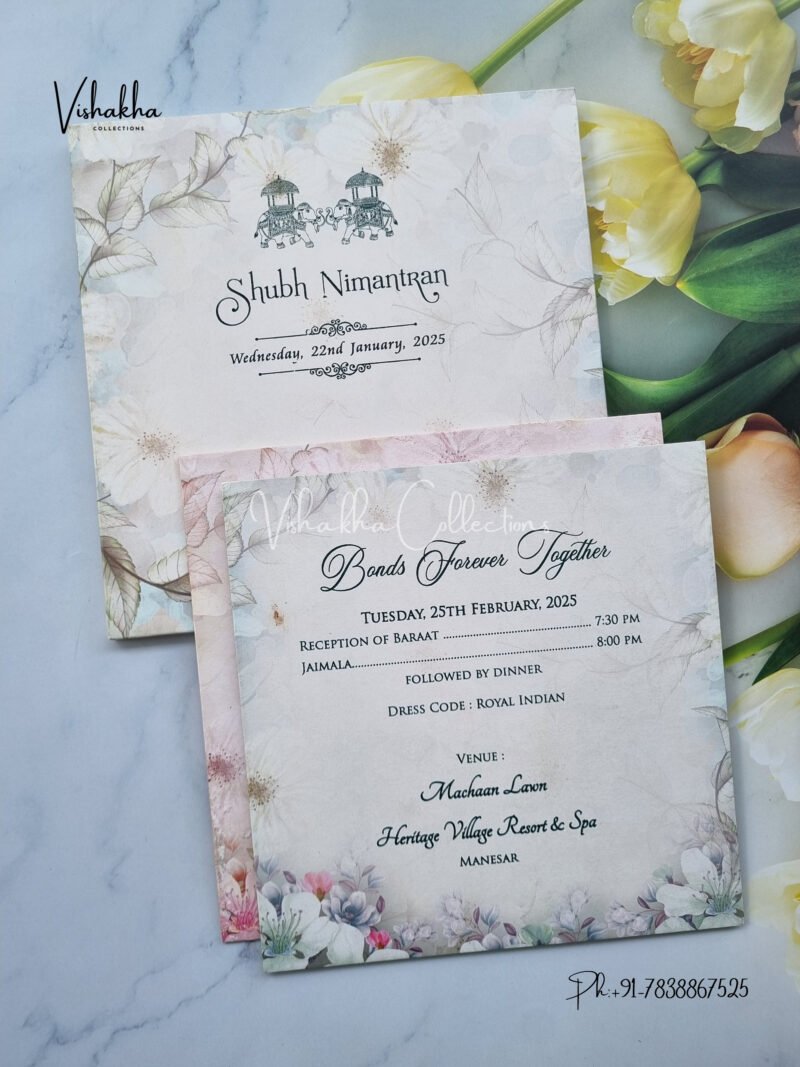 Vishakha
COLLECTIONS
Shubh Nimantran
Wednesday, 22nd January, 2025
Vishakha Collections
Bonds Forever Together
TUESDAY, 25TH FEBRUARY, 2025
RECEPTION OF BARAAT ........................................ 7:30 PM
JAIMALA................................................................. 8:00 PM
FOLLOWED BY DINNER
DRESS CODE : ROYAL INDIAN
VENUE :
Machaan Lawn
Heritage Village Resort & Spa
MANESAR
Ph:+91-7838867525